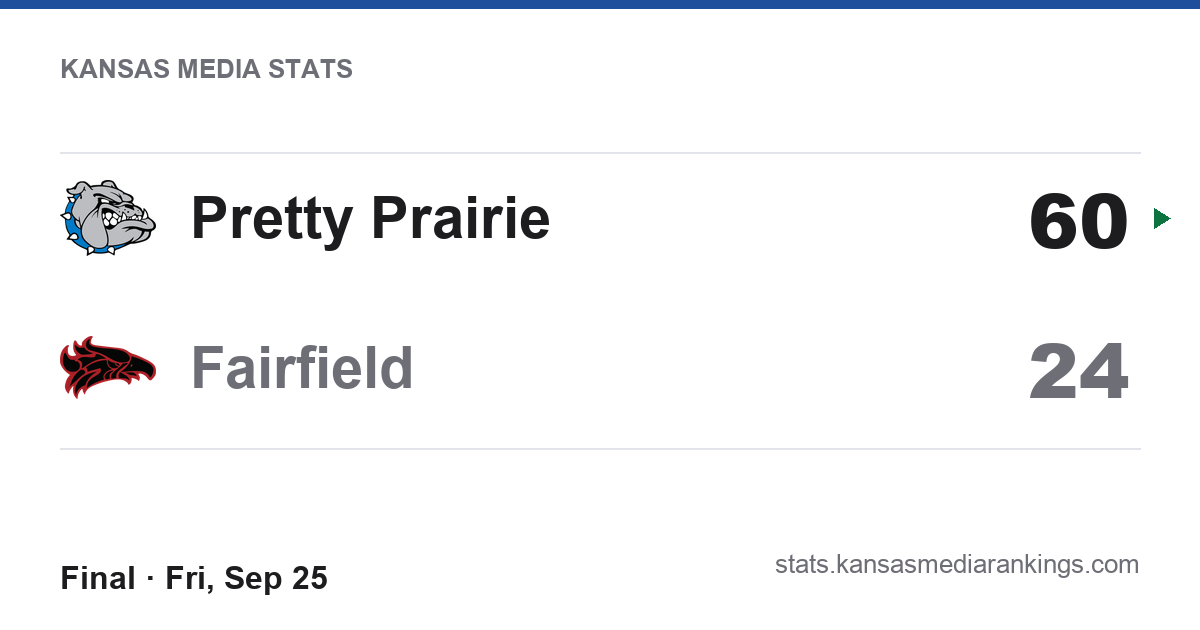 KANSAS MEDIA STATS
Pretty Prairie 60
Fairfield 24
Final · Fri, Sep 25
stats.kansasmediarankings.com